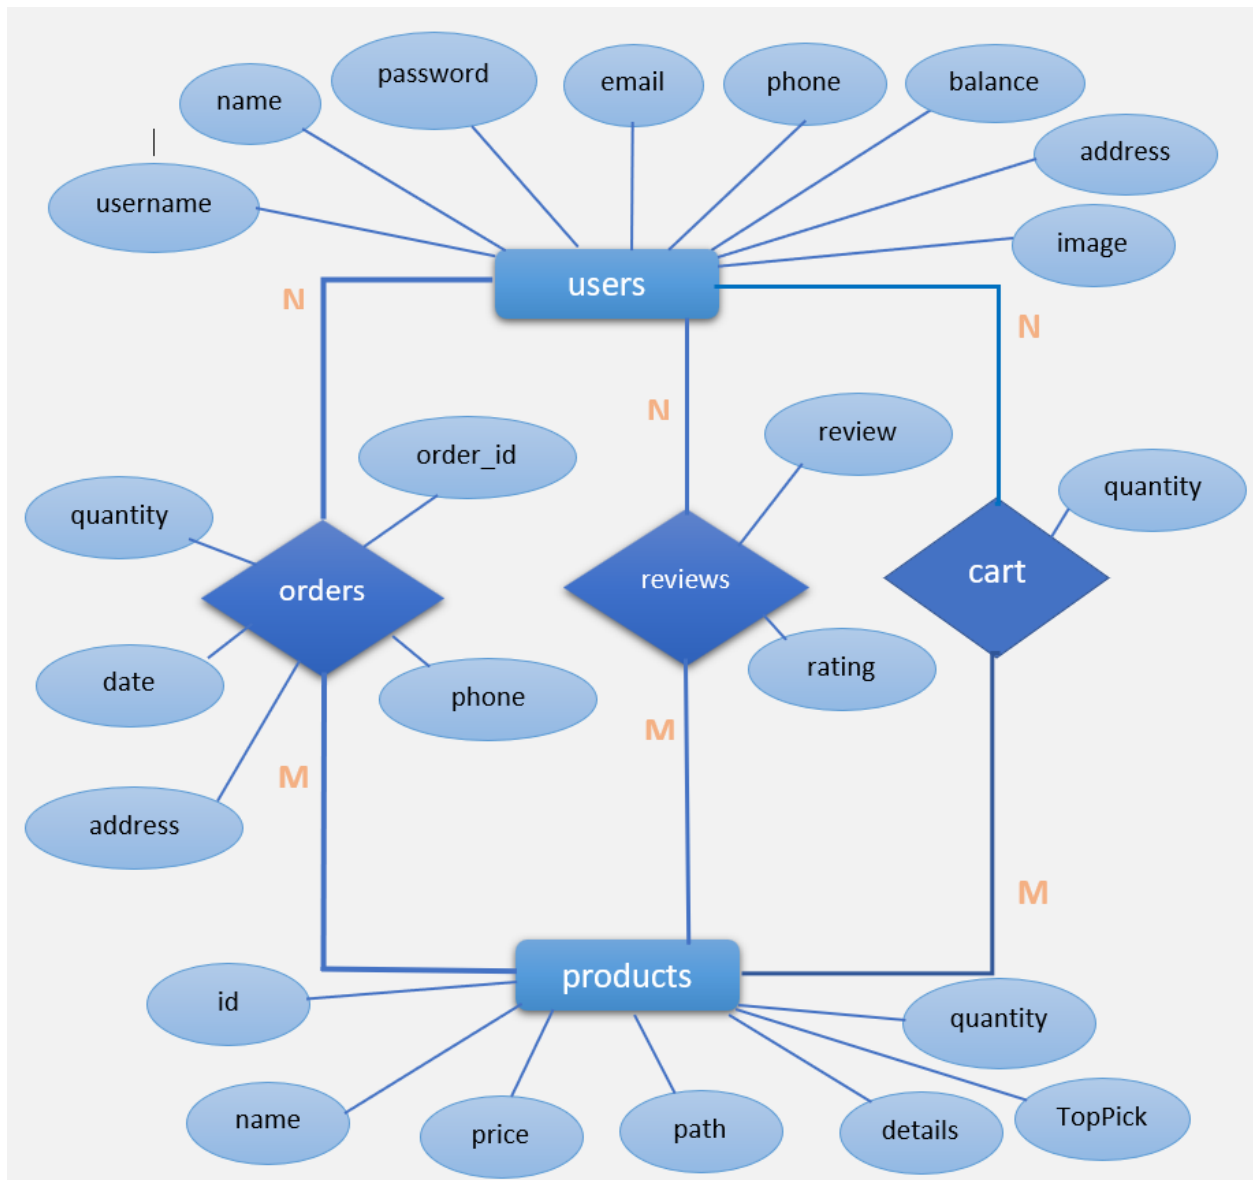 password
email
phone
balance
name
address
username
image
users
N
N
N
review
order_id
quantity
quantity
cart
reviews
orders
rating
date
phone
M
M
address
M
products
id
quantity
name
price
path
details
TopPick